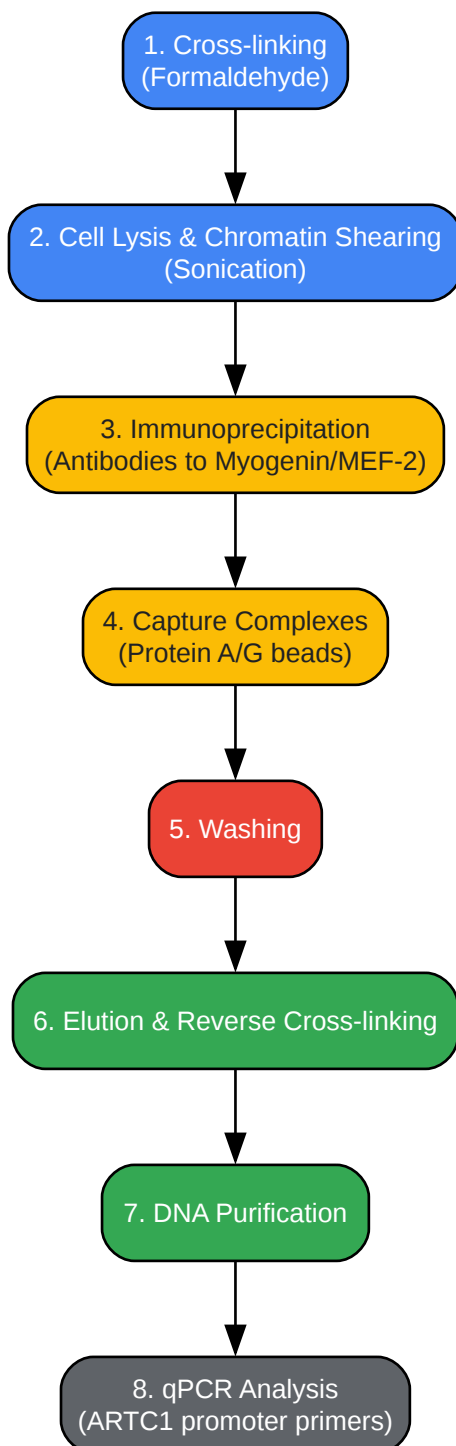 1. Cross-linking
(Formaldehyde)
2. Cell Lysis & Chromatin Shearing
(Sonication)
3. Immunoprecipitation
(Antibodies to Myogenin/MEF-2)
4. Capture Complexes
(Protein A/G beads)
5. Washing
6. Elution & Reverse Cross-linking
7. DNA Purification
8. qPCR Analysis
(ARTC1 promoter primers)